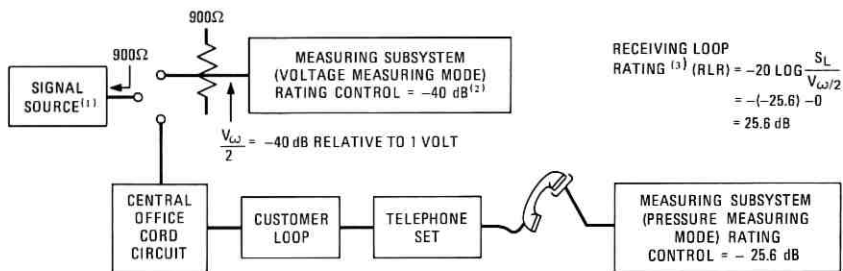 900Ω
900Ω
SIGNAL
SOURCE(1)
MEASURING SUBSYSTEM
(VOLTAGE MEASURING MODE)
RATING CONTROL = –40 dB(2)
Vω/2 = –40 dB RELATIVE TO 1 VOLT
RECEIVING LOOP
RATING (3) (RLR) = –20 LOG SL/Vω/2
= –(–25.6) –0
= 25.6 dB
CENTRAL
OFFICE
CORD
CIRCUIT
CUSTOMER
LOOP
TELEPHONE
SET
MEASURING SUBSYSTEM
(PRESSURE MEASURING
MODE) RATING
CONTROL = – 25.6 dB